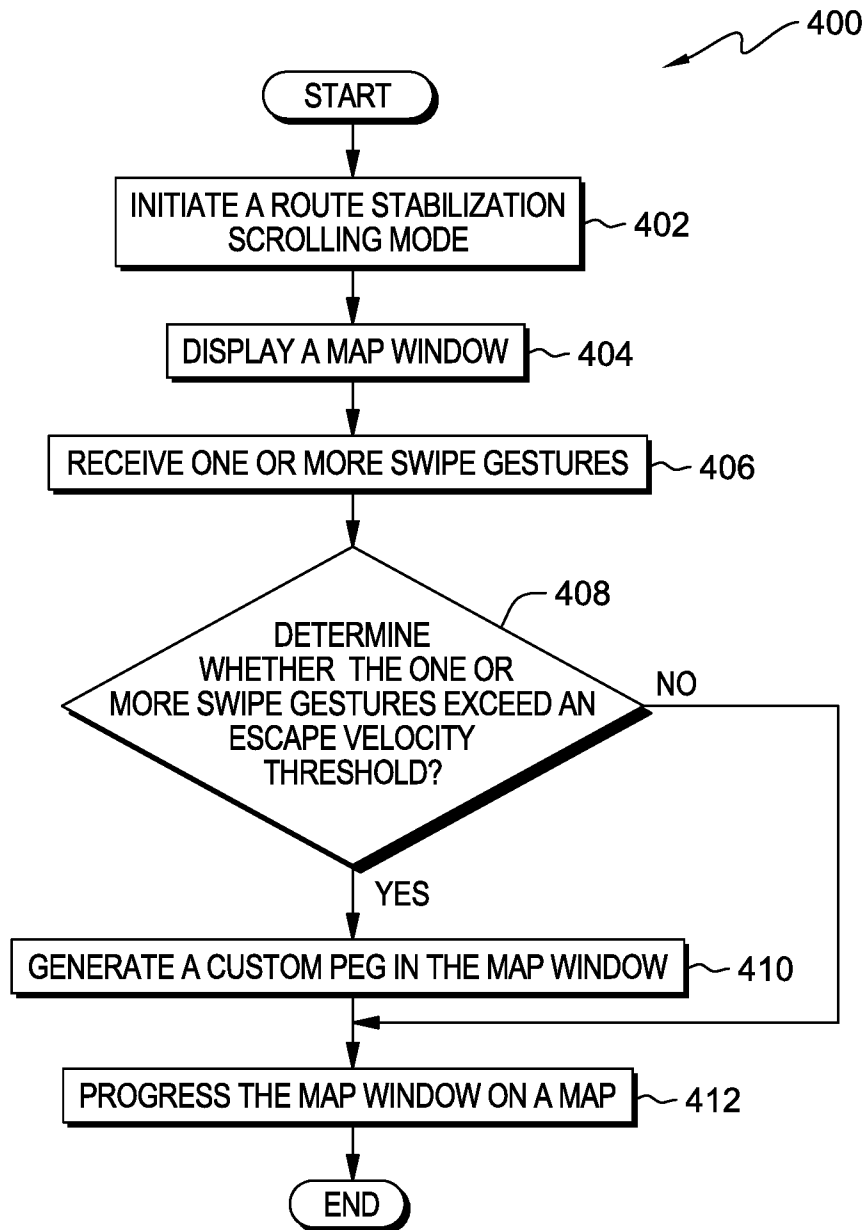 400
START
INITIATE A ROUTE STABILIZATION
SCROLLING MODE
402
DISPLAY A MAP WINDOW
404
RECEIVE ONE OR MORE SWIPE GESTURES
406
408
DETERMINE
WHETHER THE ONE OR
MORE SWIPE GESTURES EXCEED AN
ESCAPE VELOCITY
THRESHOLD?
NO
YES
GENERATE A CUSTOM PEG IN THE MAP WINDOW
410
PROGRESS THE MAP WINDOW ON A MAP
412
END